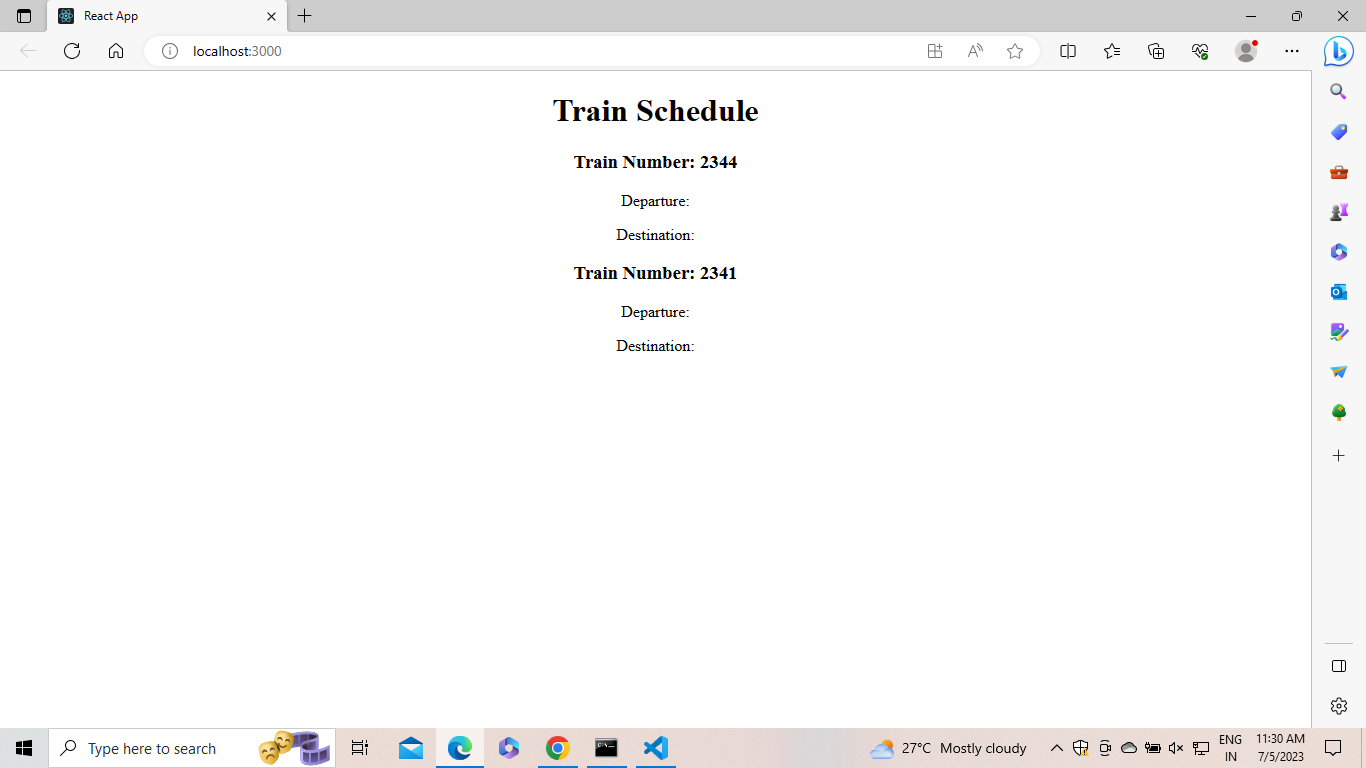 React App
localhost:3000
Train Schedule
Train Number: 2344
Departure:
Destination:
Train Number: 2341
Departure:
Destination:
Type here to search
27°C Mostly cloudy
ENG
IN
11:30 AM
7/5/2023